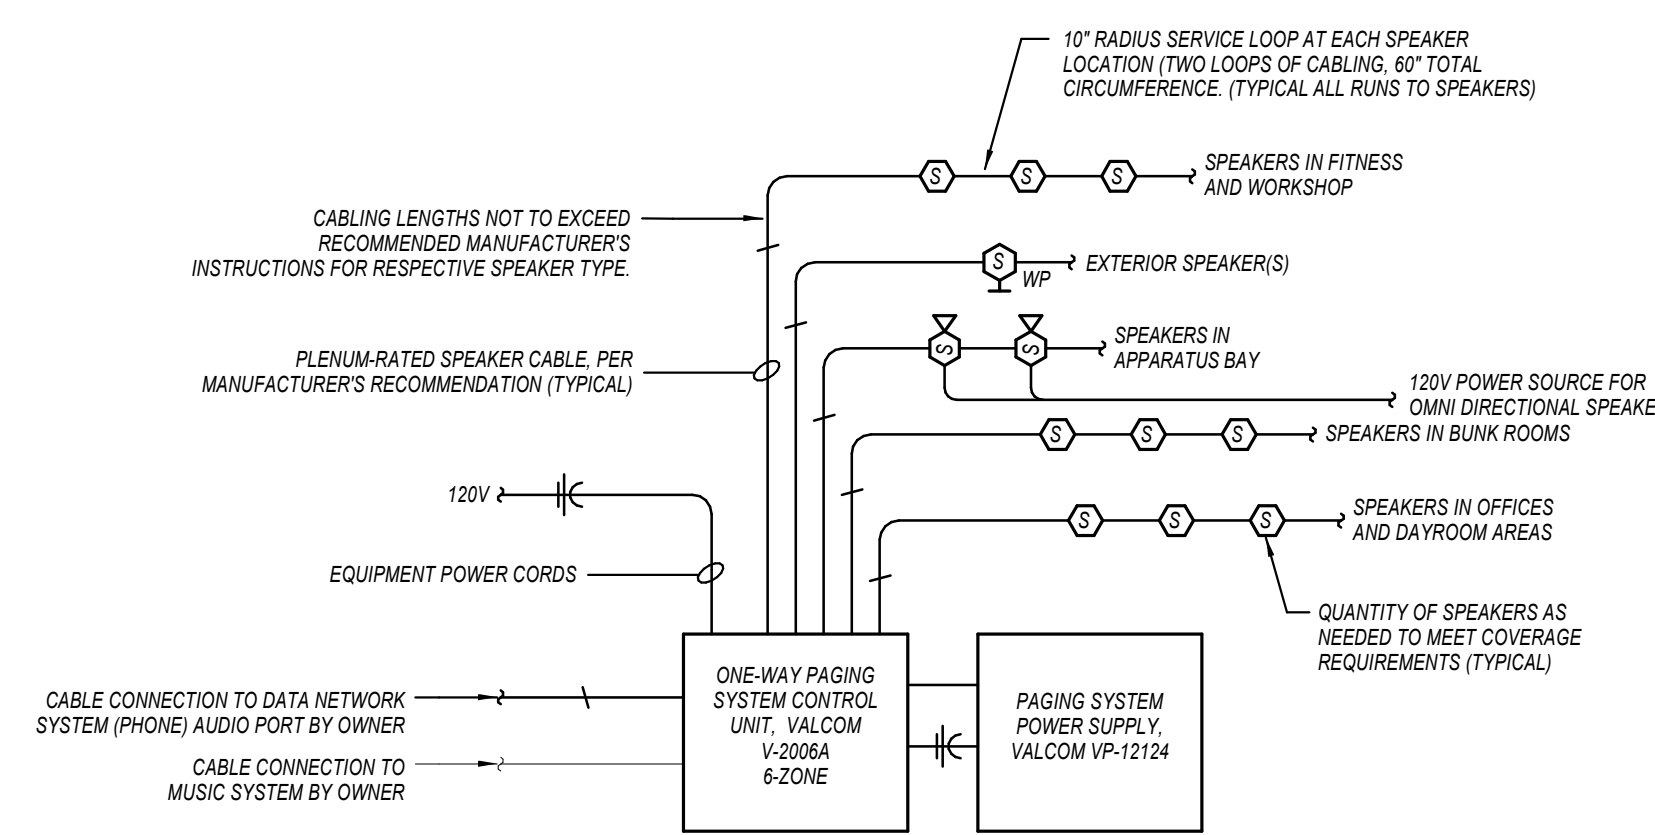 10" RADIUS SERVICE LOOP AT EACH SPEAKER
LOCATION (TWO LOOPS OF CABLING, 60" TOTAL
CIRCUMFERENCE. (TYPICAL ALL RUNS TO SPEAKERS)
S
S
S
SPEAKERS IN FITNESS
AND WORKSHOP
CABLING LENGTHS NOT TO EXCEED
RECOMMENDED MANUFACTURER'S
INSTRUCTIONS FOR RESPECTIVE SPEAKER TYPE.
S
WP
EXTERIOR SPEAKER(S)
S
S
SPEAKERS IN
APPARATUS BAY
PLENUM-RATED SPEAKER CABLE, PER
MANUFACTURER'S RECOMMENDATION (TYPICAL)
120V POWER SOURCE FOR
OMNI DIRECTIONAL SPEAKE
S
S
S
SPEAKERS IN BUNK ROOMS
120V
S
S
S
SPEAKERS IN OFFICES
AND DAYROOM AREAS
EQUIPMENT POWER CORDS
QUANTITY OF SPEAKERS AS
NEEDED TO MEET COVERAGE
REQUIREMENTS (TYPICAL)
CABLE CONNECTION TO DATA NETWORK
SYSTEM (PHONE) AUDIO PORT BY OWNER
CABLE CONNECTION TO
MUSIC SYSTEM BY OWNER
ONE-WAY PAGING
SYSTEM CONTROL
UNIT, VALCOM
V-2006A
6-ZONE
PAGING SYSTEM
POWER SUPPLY,
VALCOM VP-12124